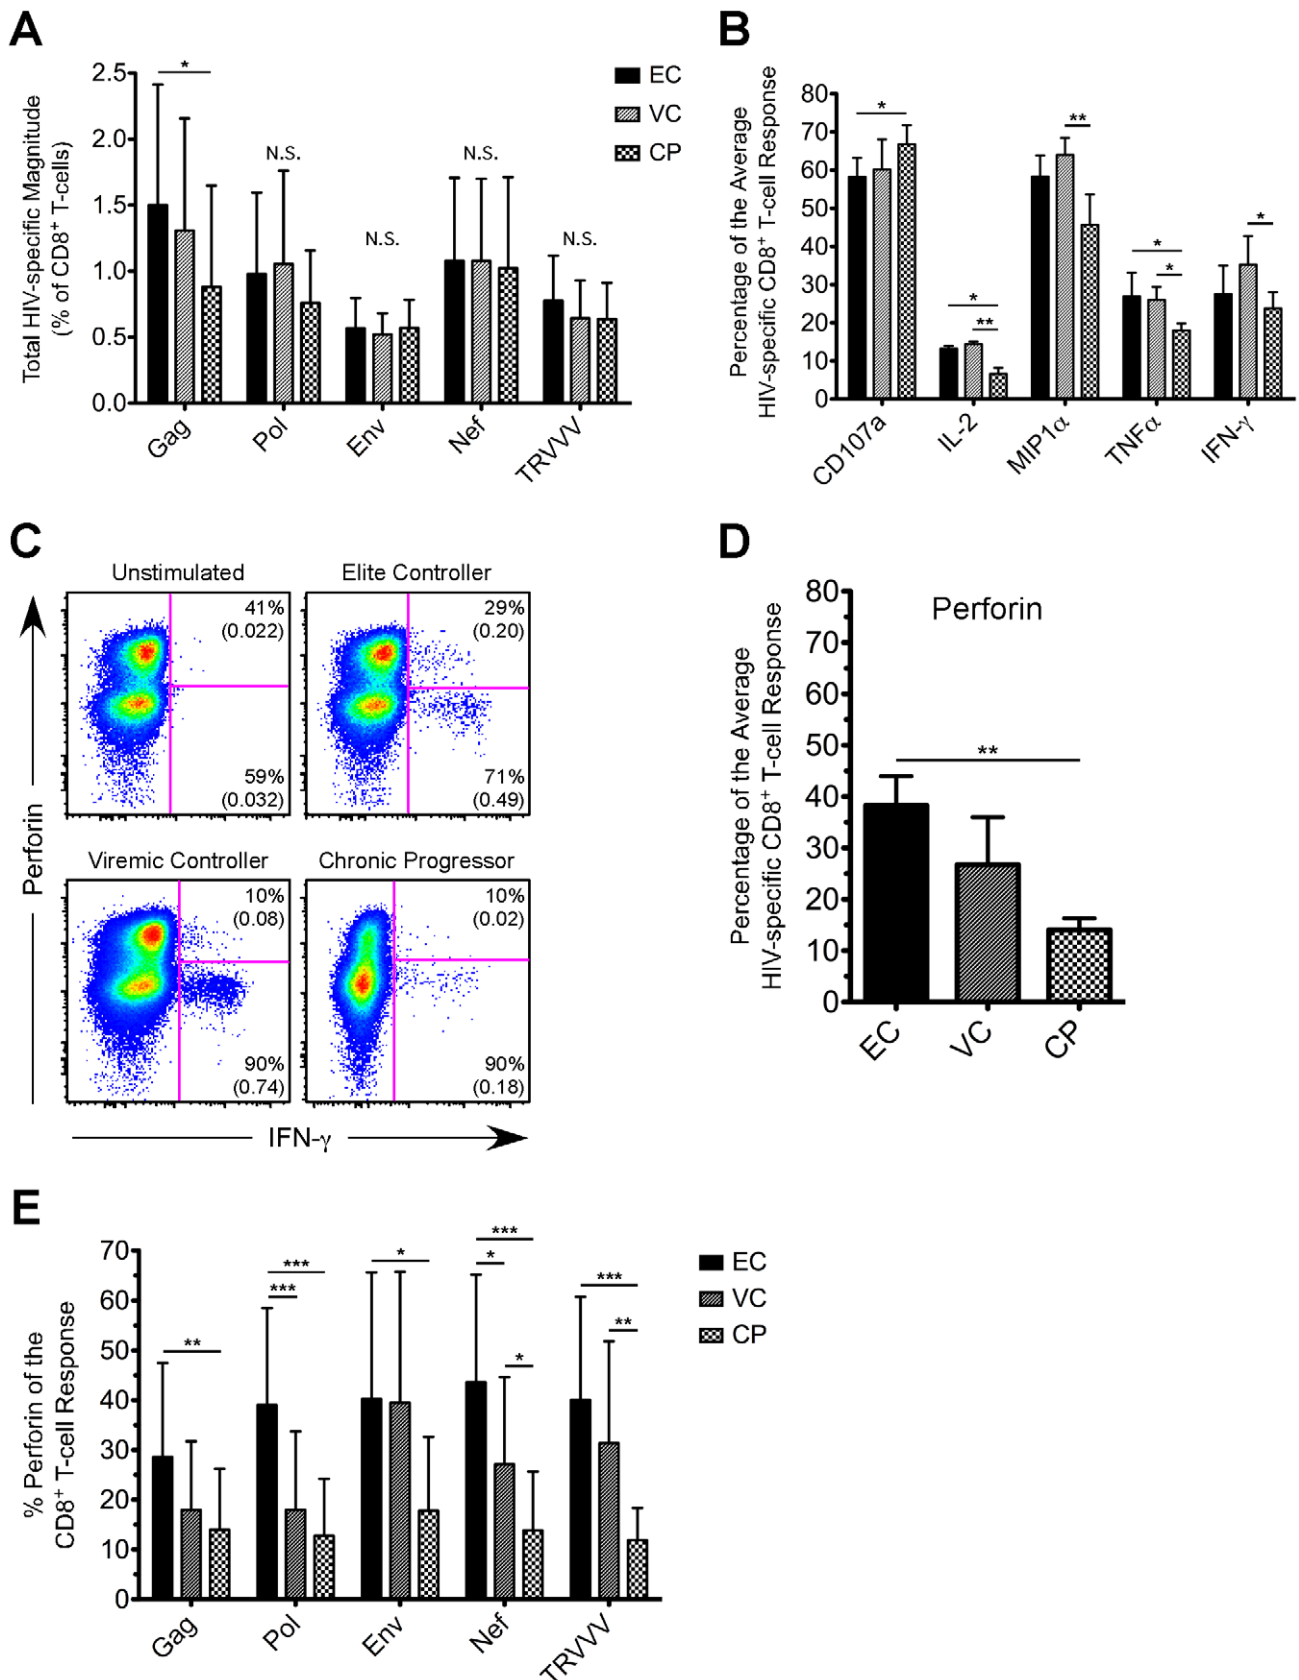 A
Total HIV-specific Magnitude
(% of CD8⁺ T-cells)
2.5
2.0
1.5
1.0
0.5
0.0
*
N.S.
N.S.
N.S.
N.S.
Gag
Pol
Env
Nef
TRVVV
EC
VC
CP
B
Percentage of the Average
HIV-specific CD8⁺ T-cell Response
80
70
60
50
40
30
20
10
0
*
*
**
**
*
*
*
CD107a
IL-2
MIP1α
TNFα
IFN-γ
C
Unstimulated
41%
(0.022)
59%
(0.032)
Elite Controller
29%
(0.20)
71%
(0.49)
Viremic Controller
10%
(0.08)
90%
(0.74)
Chronic Progressor
10%
(0.02)
90%
(0.18)
Perforin
IFN-γ
D
Percentage of the Average
HIV-specific CD8⁺ T-cell Response
Perforin
80
70
60
50
40
30
20
10
0
**
EC
VC
CP
E
% Perforin of the
CD8⁺ T-cell Response
70
60
50
40
30
20
10
0
**
***
***
*
***
*
*
***
**
Gag
Pol
Env
Nef
TRVVV
EC
VC
CP